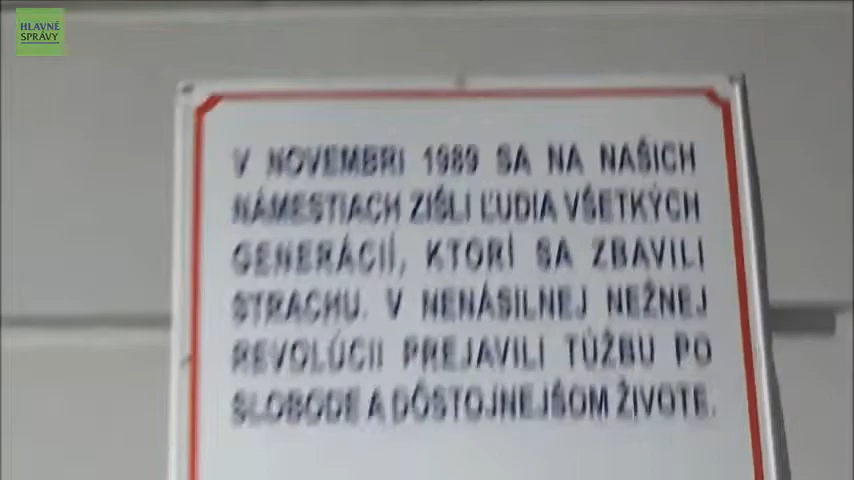 HLAVNÉ
SPRÁVY
V NOVEMBRI 1989 SA NA NAŠICH
NÁMESTIACH ZIŠLI ĽUDIA VŠETKÝCH
GENERÁCIÍ, KTORÍ SA ZBAVILI
STRACHU. V NENÁSILNEJ NEŽNEJ
REVOLÚCII PREJAVILI TÚŽBU PO
SLOBODE A DÔSTOJNEJŠOM ŽIVOTE.